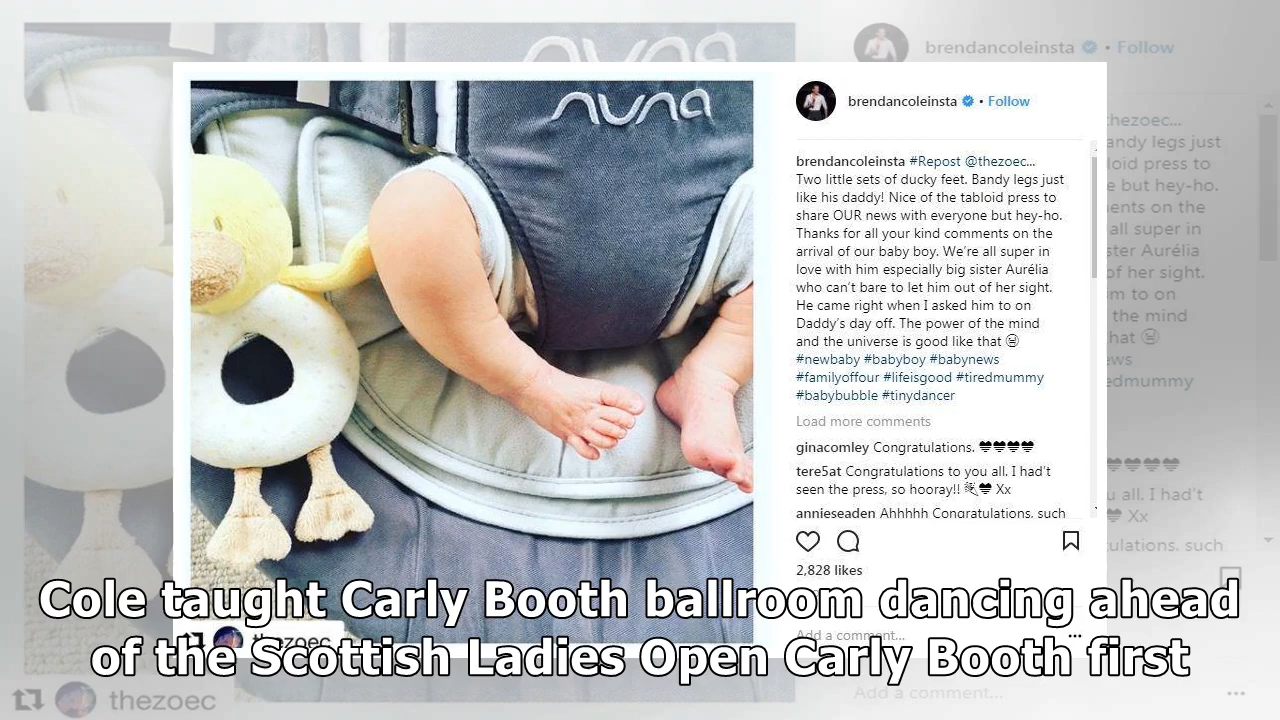 nuna
nuna
brendancoleinsta • Follow
brendancoleinsta • Follow
brendancoleinsta #Repost @thezoec...
Two little sets of ducky feet. Bandy legs just
like his daddy! Nice of the tabloid press to
share OUR news with everyone but hey-ho.
Thanks for all your kind comments on the
arrival of our baby boy. We're all super in
love with him especially big sister Aurélia
who can't bare to let him out of her sight.
He came right when I asked him to on
Daddy's day off. The power of the mind
and the universe is good like that
#newbaby #babyboy #babynews
#familyoffour #lifeisgood #tiredmummy
#babybubble #tinydancer
Load more comments
ginacomley Congratulations.
tere5at Congratulations to you all. I had't
seen the press, so hooray!! Xx
annieseaden Ahhhhh Congratulations, such
2,828 likes
Add a comment...
thezoec
Cole taught Carly Booth ballroom dancing ahead
of the Scottish Ladies Open Carly Booth first
thezoec
Add a comment...